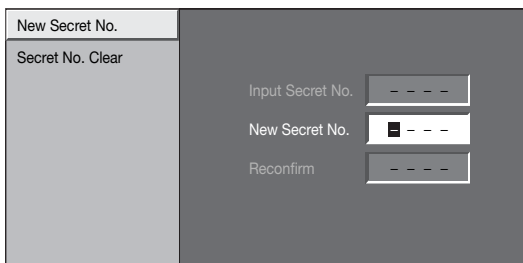 New Secret No.
Secret No. Clear
Input Secret No. – – – –
New Secret No. – – – –
Reconfirm – – – –